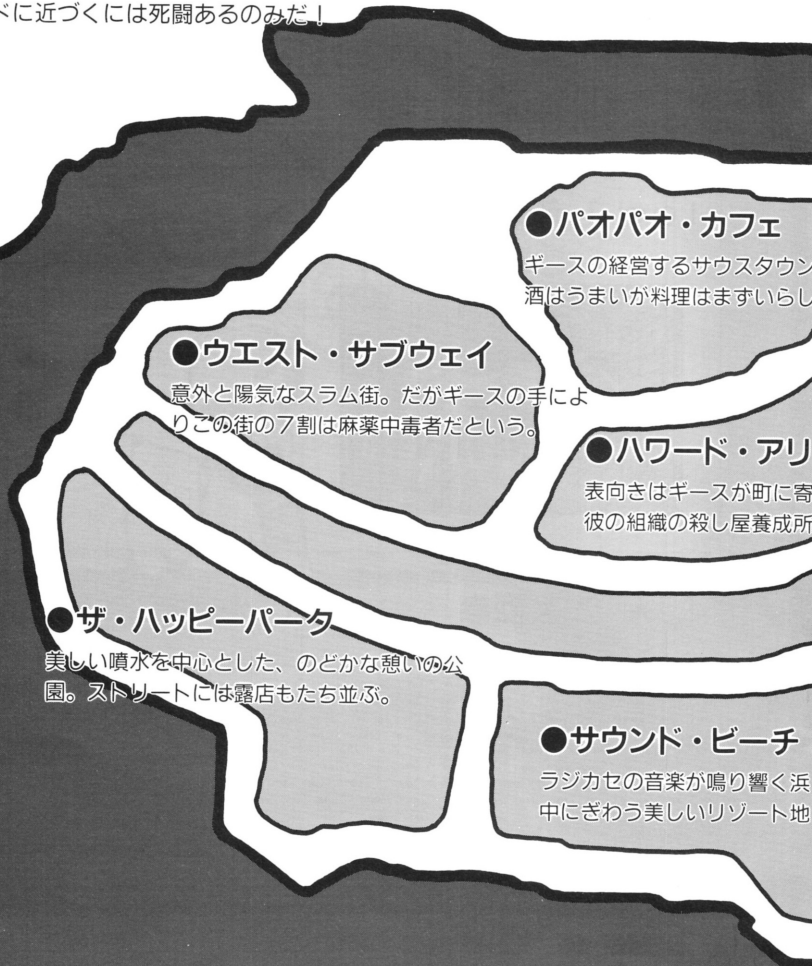 ドに近づくには死闘あるのみだ!
●パオパオ・カフェ
ギースの経営するサウスタウン
酒はうまいが料理はまずいらし
●ウエスト・サブウェイ
意外と陽気なスラム街。だがギースの手によ
りこの街の7割は麻薬中毒者だという。
●ハワード・アリ
表向きはギースが町に寄
彼の組織の殺し屋養成所
●ザ・ハッピーパータ
美しい噴水を中心とした、のどかな憩いの公
園。ストリートには露店もたち並ぶ。
●サウンド・ビーチ
ラジカセの音楽が鳴り響く浜
中にぎわう美しいリゾート地